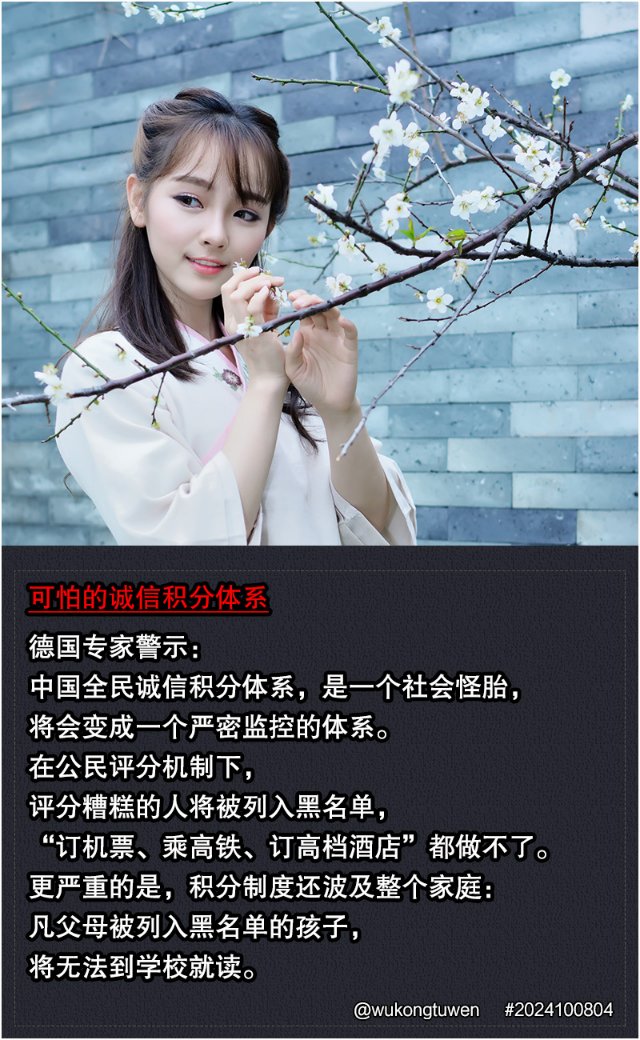 可怕的诚信积分体系
德国专家警示：
中国全民诚信积分体系，是一个社会怪胎，
将会变成一个严密监控的体系。
在公民评分机制下，
评分糟糕的人将被列入黑名单，
“订机票、乘高铁、订高档酒店”都做不了。
更严重的是，积分制度还波及整个家庭：
凡父母被列入黑名单的孩子，
将无法到学校就读。
@wukongtuwen #2024100804